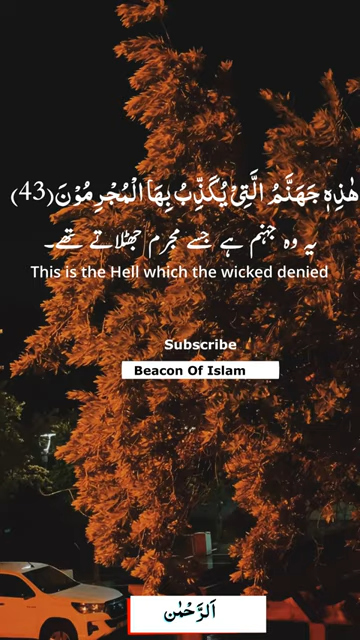 هٰذِهٖ جَهَنَّمُ الَّتِیْ یُكَذِّبُ بِهَا الْمُجْرِمُوْنَ(43)
یہ وہ جہنم ہے جسے مجرم جھٹلاتے تھے۔
This is the Hell which the wicked denied
Subscribe
Beacon Of Islam
اَلرَّحْمٰن